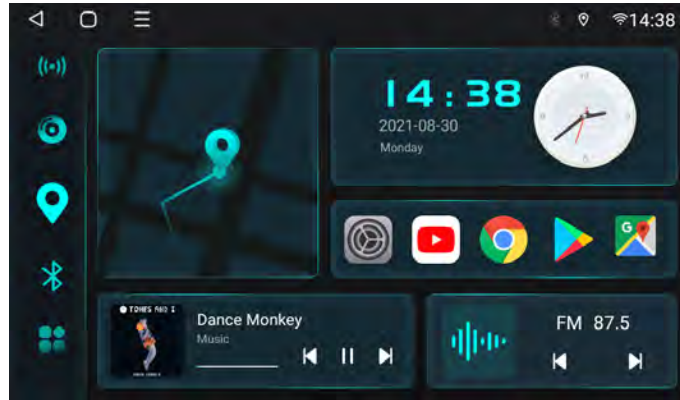 14:38
14:38
2021-08-30
Monday
G
TONES AND I
Dance Monkey
Music
FM 87.5